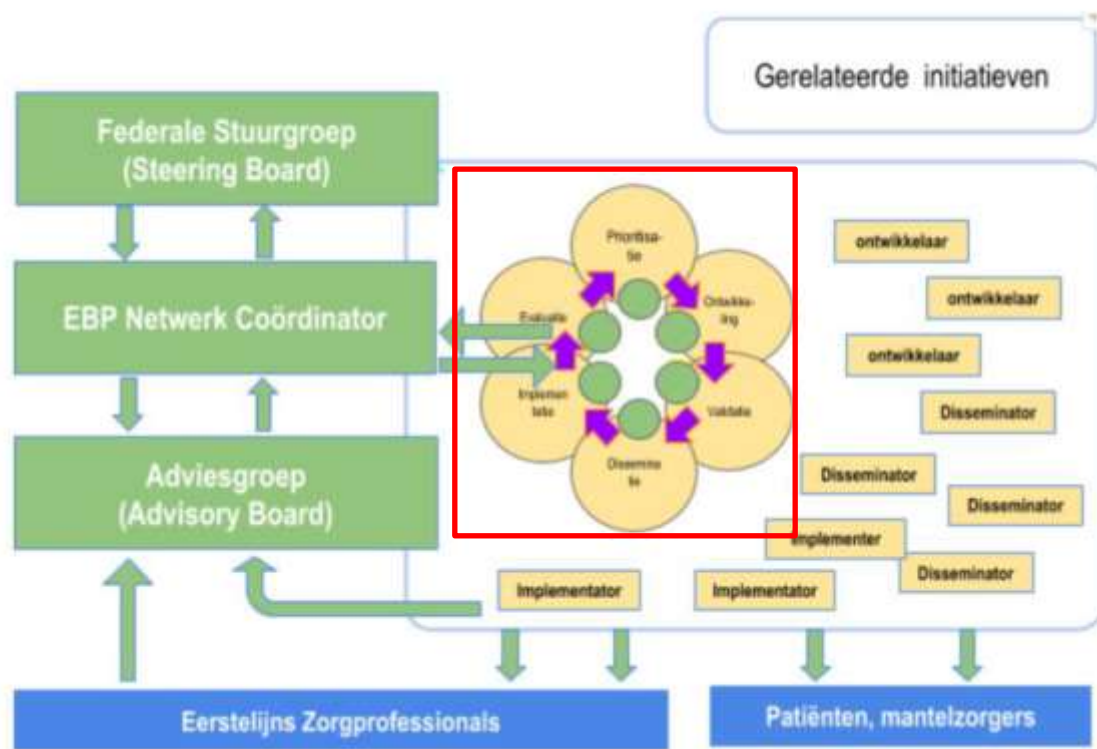 Gerelateerde initiatieven
Federale Stuurgroep
(Steering Board)
EBP Netwerk Coördinator
Adviesgroep
(Advisory Board)
Prioritisa-
tie
Ontwikke-
ling
Validatie
Dissemina
tie
Implemen
tatie
Evaluatie
ontwikkelaar
ontwikkelaar
ontwikkelaar
Disseminator
Disseminator
Disseminator
Implementer
Disseminator
Implementator
Implementator
Eerstelijns Zorgprofessionals
Patiënten, mantelzorgers